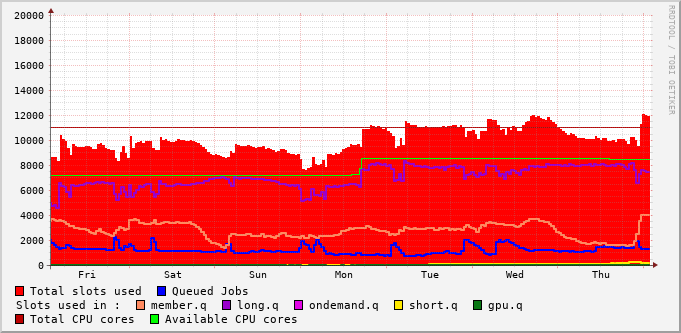 20000
18000
16000
14000
12000
10000
8000
6000
4000
2000
0
Fri Sat Sun Mon Tue Wed Thu
Total slots used Queued Jobs
Slots used in : member.q long.q ondemand.q short.q gpu.q
Total CPU cores Available CPU cores
RRDTOOL / TOBI OETIKER